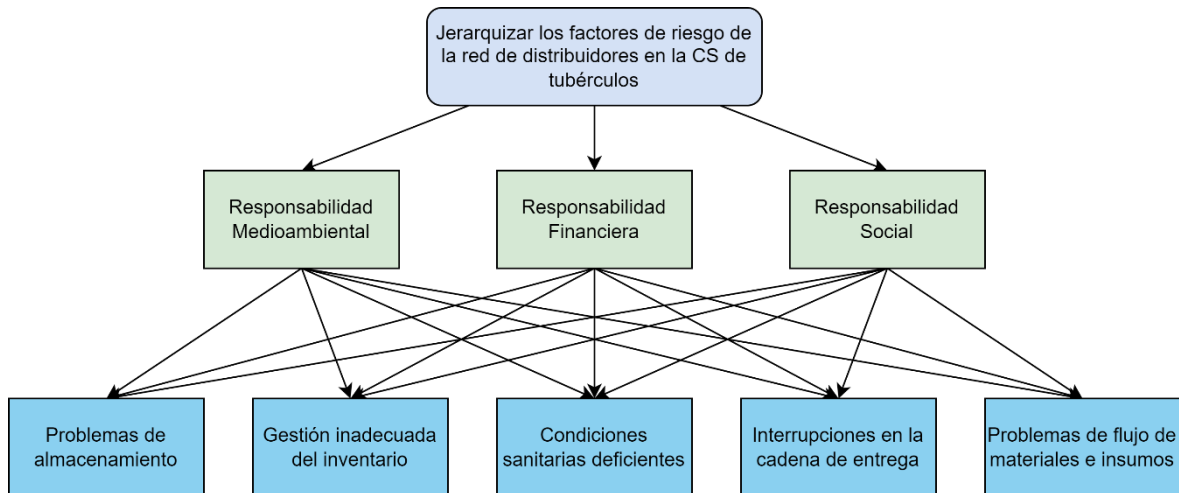 Jerarquizar los factores de riesgo de
la red de distribuidores en la CS de
tubérculos
Responsabilidad
Medioambiental
Responsabilidad
Financiera
Responsabilidad
Social
Problemas de
almacenamiento
Gestión inadecuada
del inventario
Condiciones
sanitarias deficientes
Interrupciones en la
cadena de entrega
Problemas de flujo de
materiales e insumos